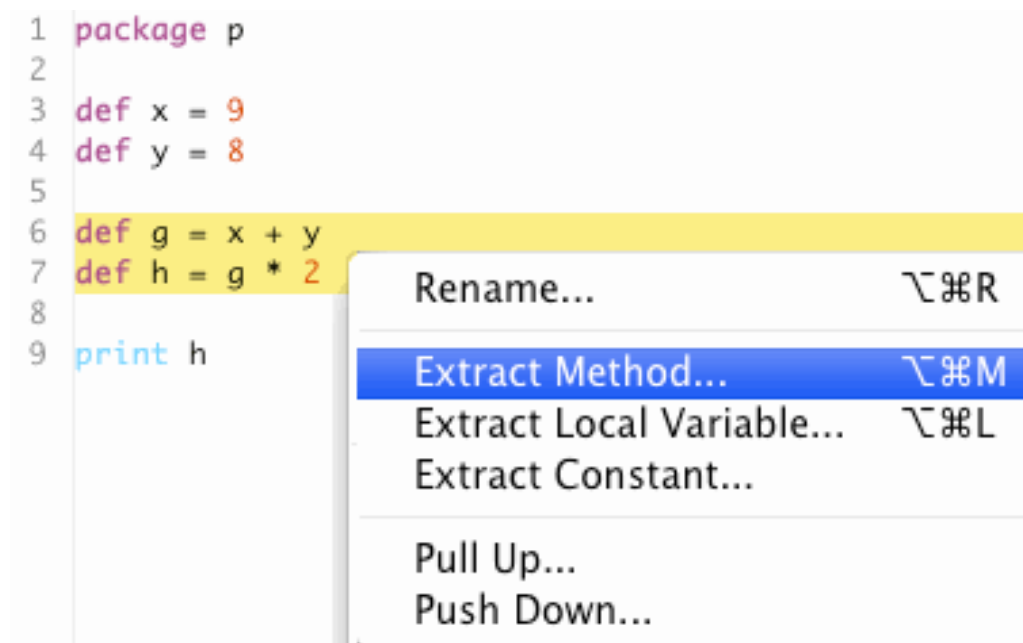 1 package p
2
3 def x = 9
4 def y = 8
5
6 def g = x + y
7 def h = g * 2
8
9 print h
Rename... ⌥⌘R
Extract Method... ⌥⌘M
Extract Local Variable... ⌥⌘L
Extract Constant...
Pull Up...
Push Down...